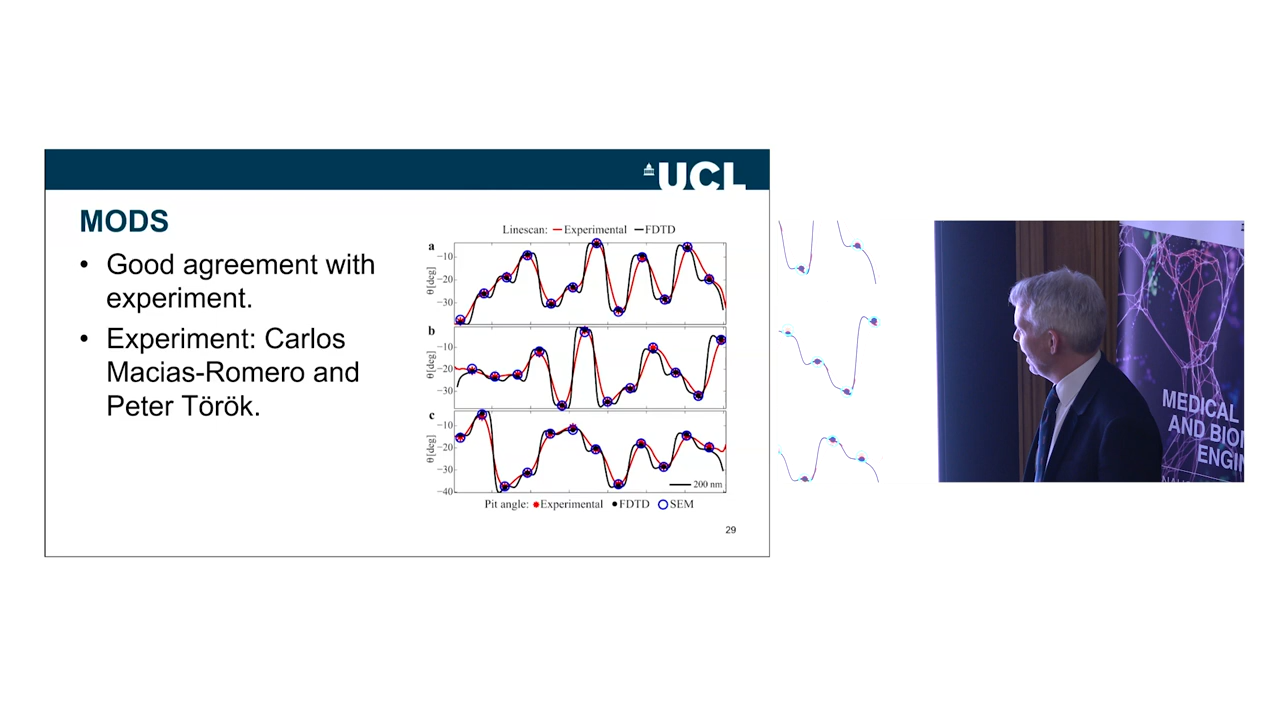 UCL
MODS
• Good agreement with
experiment.
• Experiment: Carlos
Macias-Romero and
Peter Török.
Linescan: Experimental FDTD
a
θ[deg]
−10
−20
−30
b
θ[deg]
−10
−20
−30
c
θ[deg]
−10
−20
−30
−40
200 nm
Pit angle: Experimental FDTD SEM
29
MEDICAL
AND BIO
ENGIN